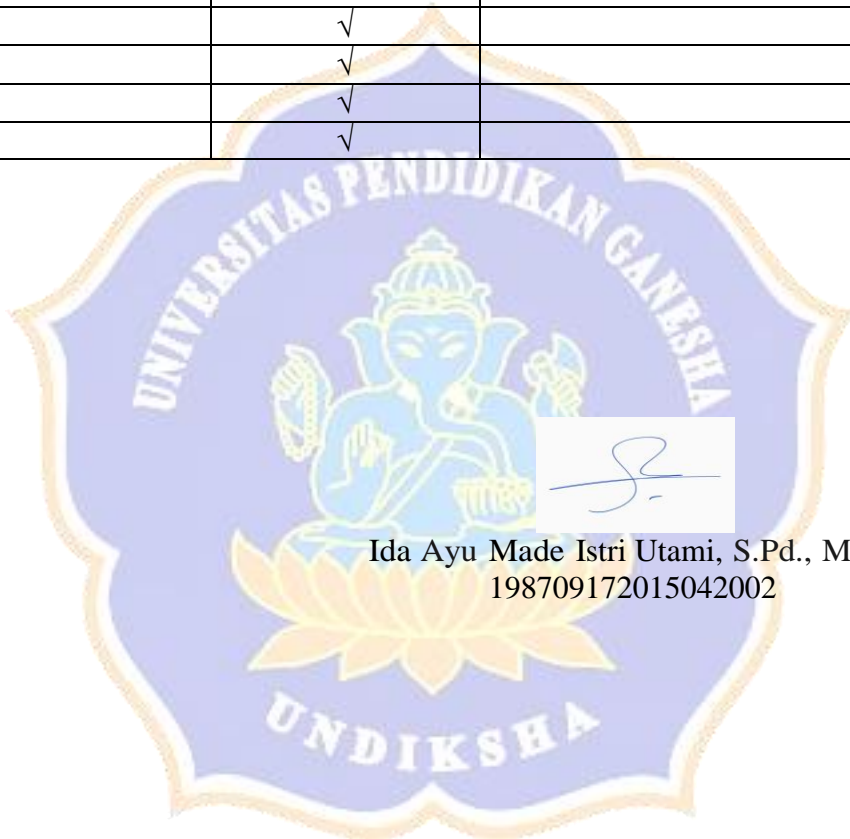 √
√
√
√
UNIVERSITAS PENDIDIKAN GANESHA
Ida Ayu Made Istri Utami, S.Pd., M
198709172015042002
UNDIKSHA